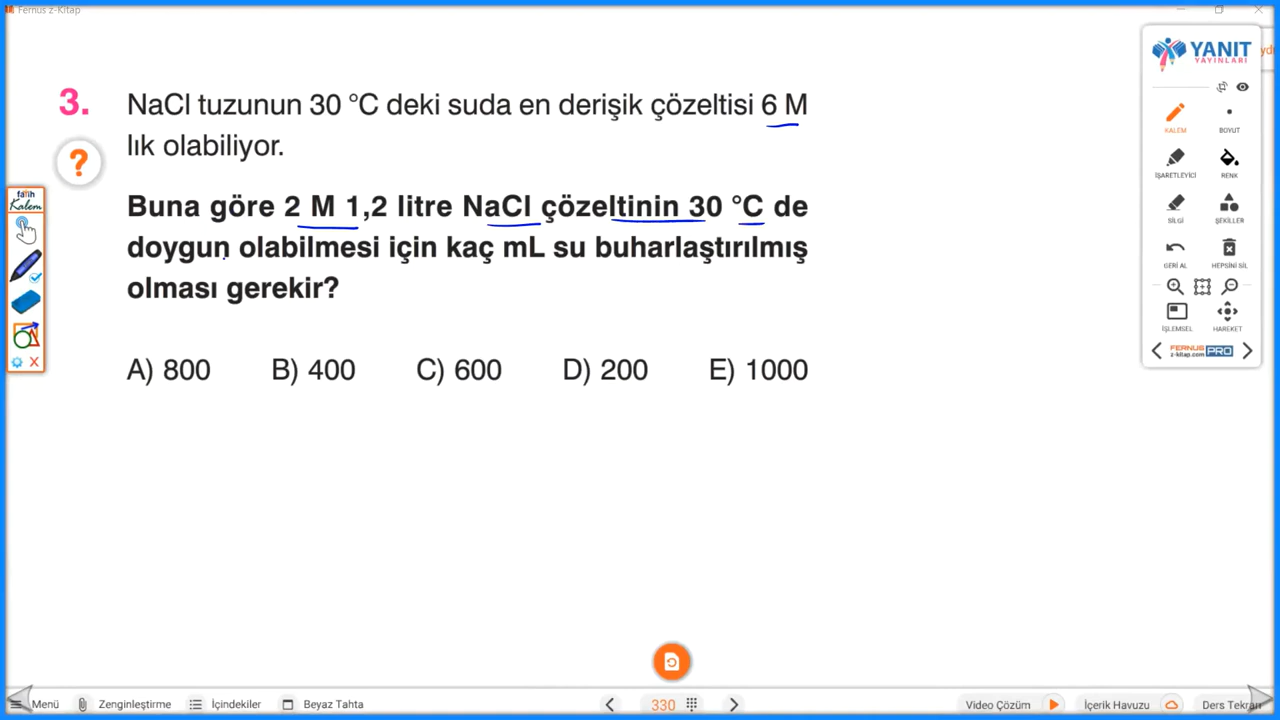 Fernus z-Kitap
3. NaCl tuzunun 30 °C deki suda en derişik çözeltisi 6 M
lık olabiliyor.
?
Buna göre 2 M 1,2 litre NaCl çözeltinin 30 °C de
doygun olabilmesi için kaç mL su buharlaştırılmış
olması gerekir?
A) 800 B) 400 C) 600 D) 200 E) 1000
fatih
Kalem
YANIT
YAYINLARI
KALEM BOYUT
İŞARETLEYİCİ RENK
SİLGİ ŞEKİLLER
GERİ AL HEPSİNİ SİL
İŞLEMSEL HAREKET
FERNUS PRO
z-kitap.com
Menü Zenginleştirme İçindekiler Beyaz Tahta 330 Video Çözüm İçerik Havuzu Ders Tekrarı